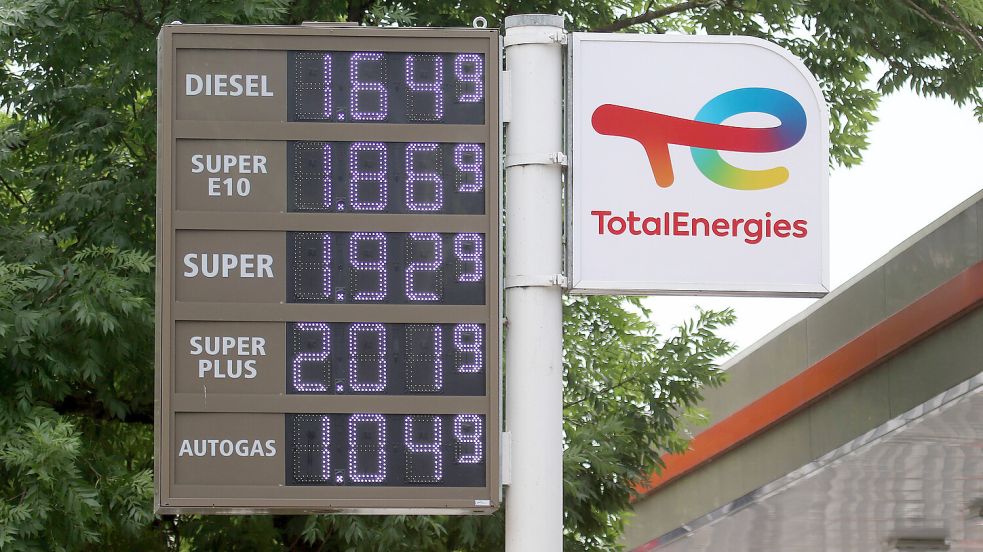 DIESEL 1.64⁹
SUPER
E10 1.86⁹
SUPER 1.92⁹
SUPER
PLUS 2.01⁹
AUTOGAS 1.04⁹
TotalEnergies